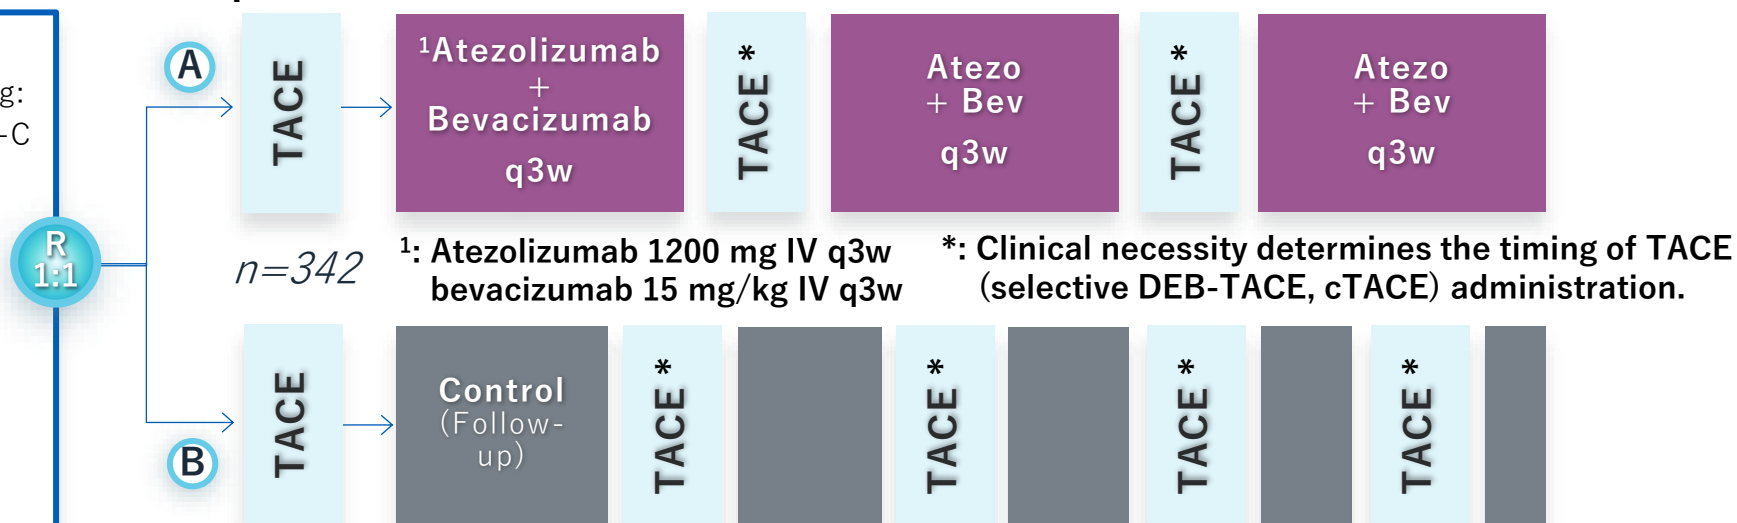 g:
-C
R
1:1
A
TACE
¹Atezolizumab
+
Bevacizumab
q3w
TACE *
Atezo
+ Bev
q3w
TACE *
Atezo
+ Bev
q3w
n=342
¹: Atezolizumab 1200 mg IV q3w
bevacizumab 15 mg/kg IV q3w
*: Clinical necessity determines the timing of TACE
(selective DEB-TACE, cTACE) administration.
B
TACE
Control
(Follow-
up)
TACE *
TACE *
TACE *
TACE *